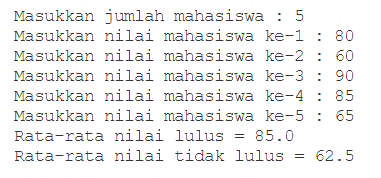 Masukkan jumlah mahasiswa : 5
Masukkan nilai mahasiswa ke-1 : 80
Masukkan nilai mahasiswa ke-2 : 60
Masukkan nilai mahasiswa ke-3 : 90
Masukkan nilai mahasiswa ke-4 : 85
Masukkan nilai mahasiswa ke-5 : 65
Rata-rata nilai lulus = 85.0
Rata-rata nilai tidak lulus = 62.5